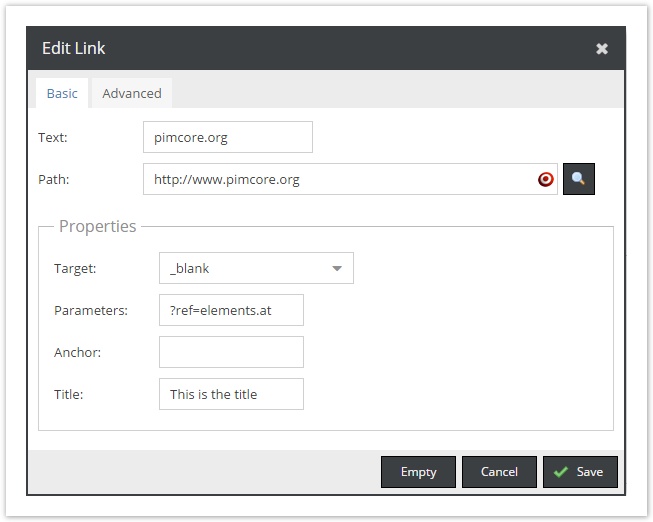 Edit Link
Basic Advanced
Text: pimcore.org
Path: http://www.pimcore.org
Properties
Target: _blank
Parameters: ?ref=elements.at
Anchor:
Title: This is the title
Empty Cancel Save